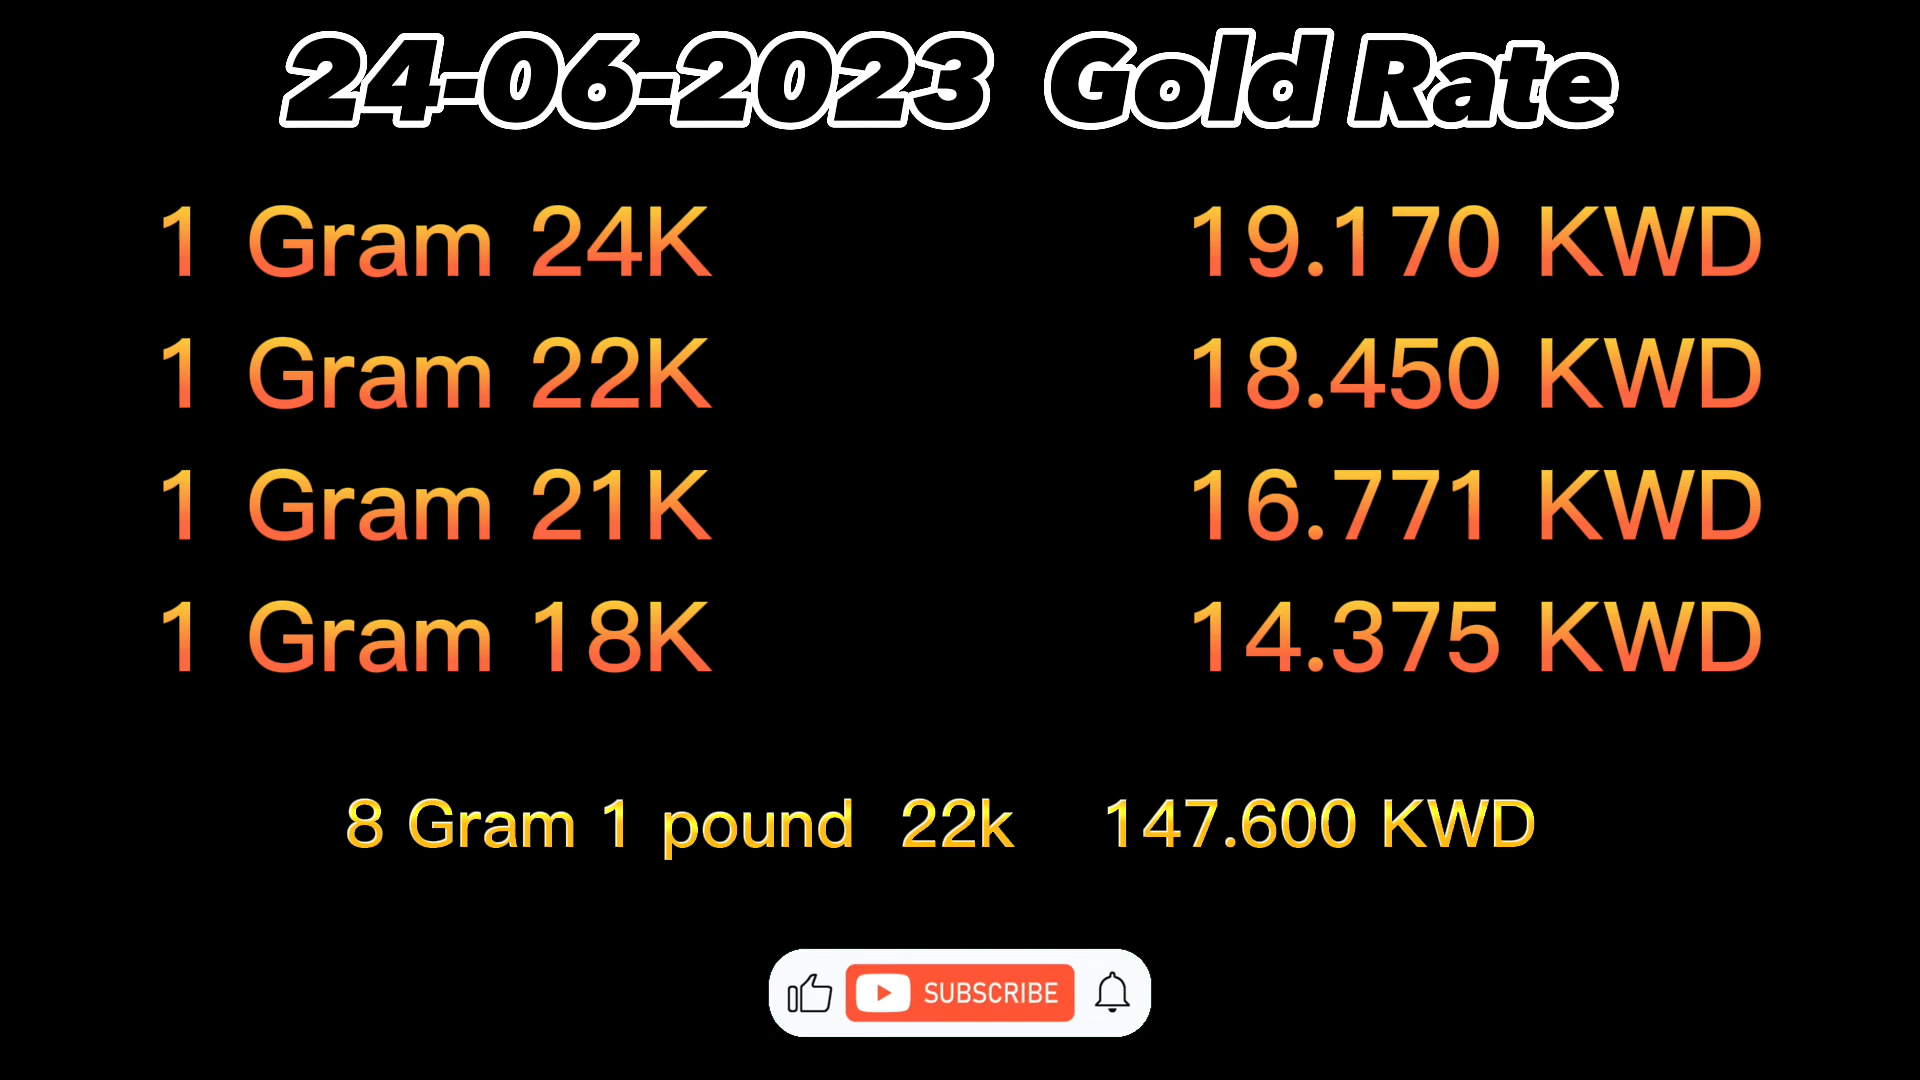 24-06-2023 Gold Rate
1 Gram 24K 19.170 KWD
1 Gram 22K 18.450 KWD
1 Gram 21K 16.771 KWD
1 Gram 18K 14.375 KWD
8 Gram 1 pound 22k 147.600 KWD
SUBSCRIBE